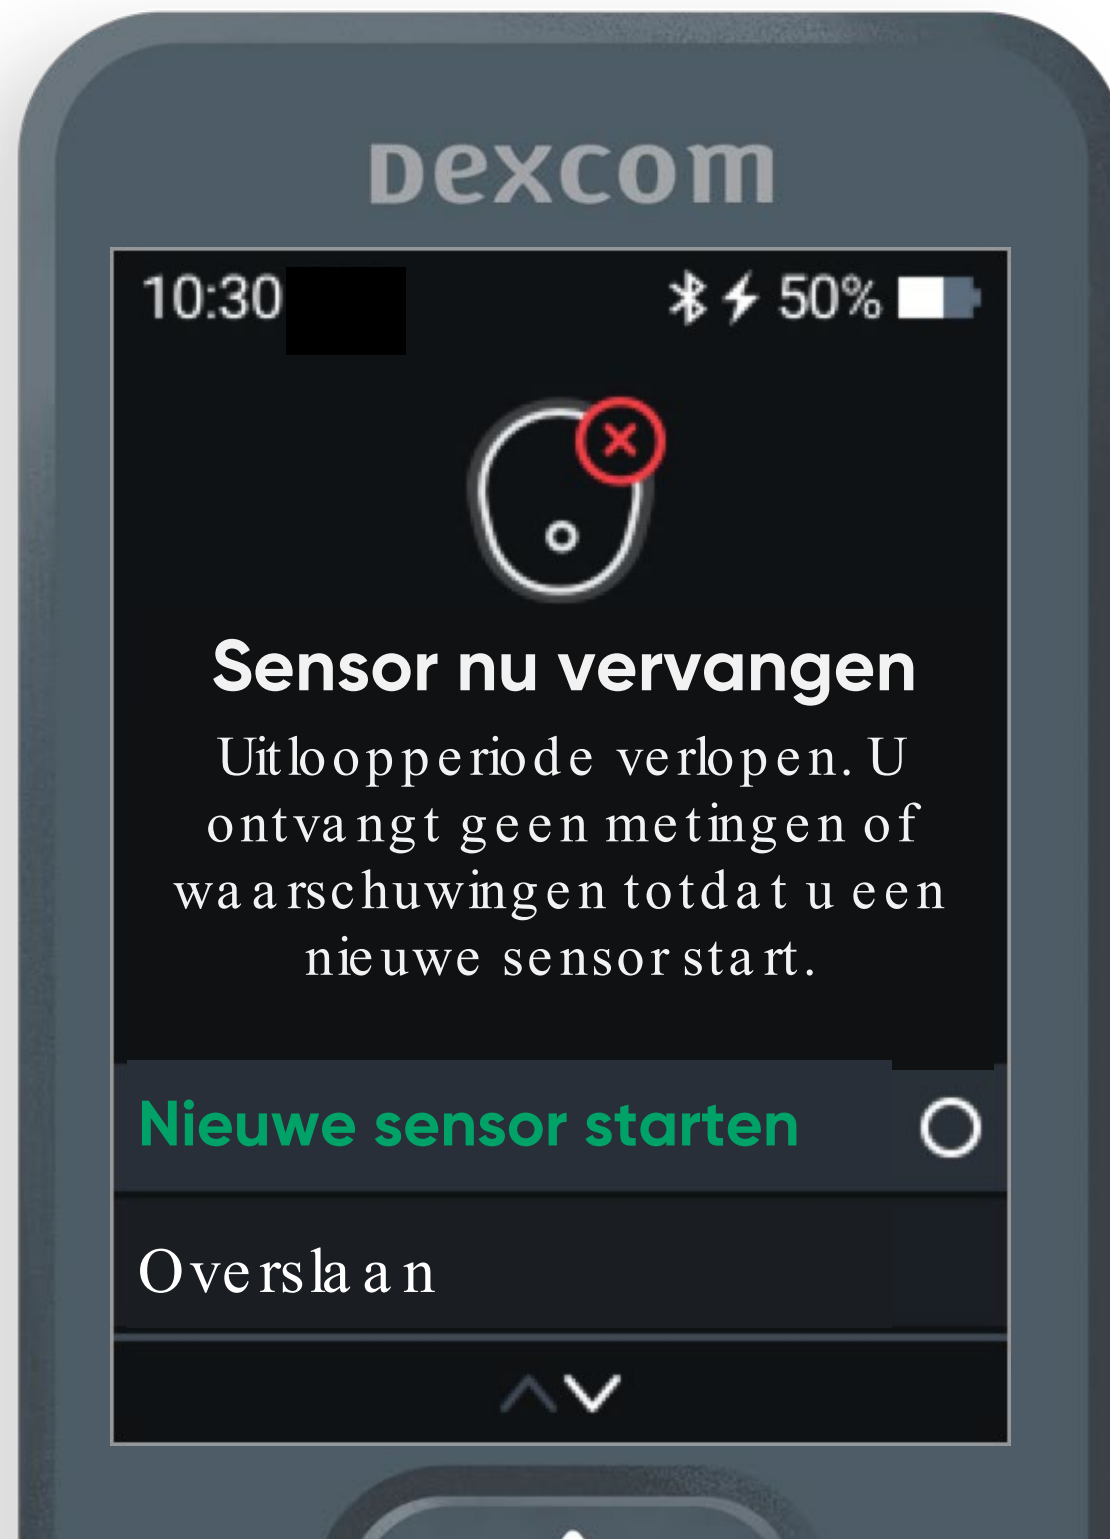 Dexcom
10:30 50%
Sensor nu vervangen
Uitloopperiode verlopen. U
ontvangt geen metingen of
waarschuwingen totdat u een
nieuwe sensor start.
Nieuwe sensor starten
Overslaan